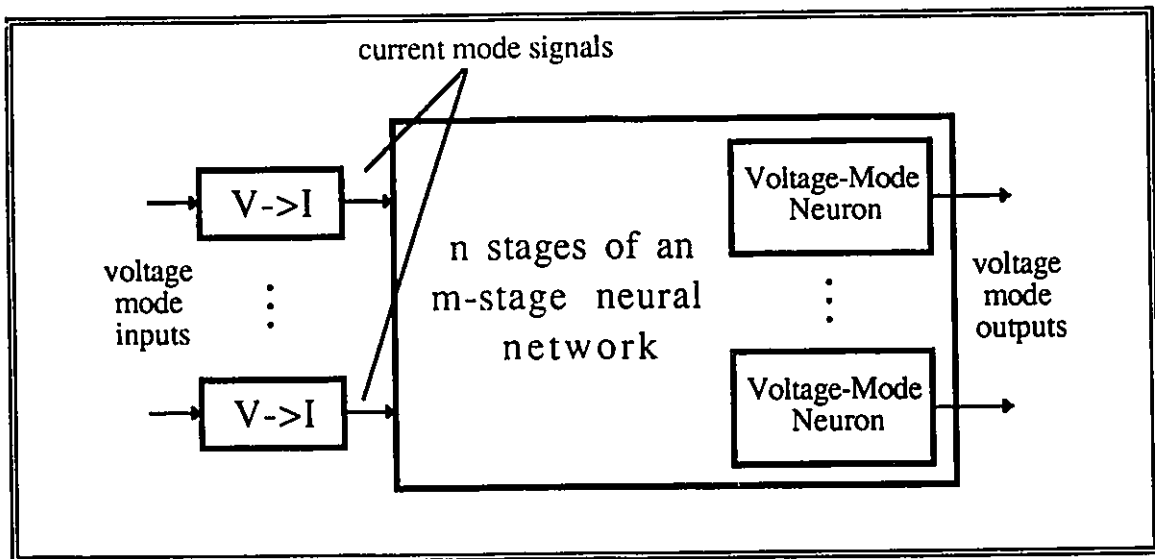 current mode signals
V->I
voltage
mode
inputs
V->I
n stages of an
m-stage neural
network
Voltage-Mode
Neuron
Voltage-Mode
Neuron
voltage
mode
outputs